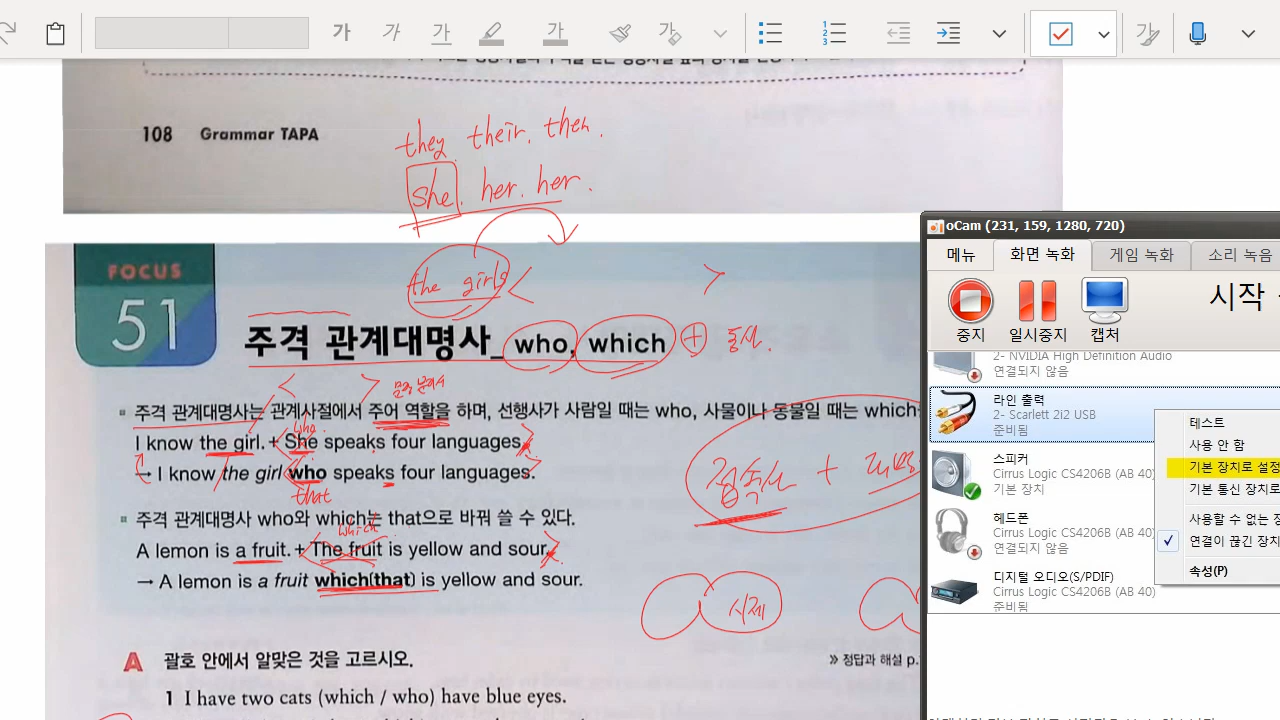 가 가 가 가 가
108 Grammar TAPA
they their. them.
she. her. her.
the girls < >
FOCUS
51
주격 관계대명사_ who, which + 동사.
주격 관계대명사는 관계사절에서 주어 역할을 하며, 선행사가 사람일 때는 who, 사물이나 동물일 때는 which
who
I know the girl. + She speaks four languages.
→ I know the girl who speaks four languages.
that
접속사 +
주격 관계대명사 who와 which는 that으로 바꿔 쓸 수 있다.
which
A lemon is a fruit. + The fruit is yellow and sour.
→ A lemon is a fruit which(that) is yellow and sour.
시제
A 괄호 안에서 알맞은 것을 고르시오.
» 정답과 해설 p.
1 I have two cats (which / who) have blue eyes.
oCam (231, 159, 1280, 720)
메뉴 화면 녹화 게임 녹화 소리 녹음
중지 일시중지 캡처
시작
2- NVIDIA High Definition Audio
연결되지 않음
라인 출력
2- Scarlett 2i2 USB
준비됨
스피커
Cirrus Logic CS4206B (AB 40)
기본 장치
헤드폰
Cirrus Logic CS4206B (AB 40)
연결되지 않음
디지털 오디오(S/PDIF)
Cirrus Logic CS4206B (AB 40)
준비됨
테스트
사용 안 함
기본 장치로 설정
기본 통신 장치로
사용할 수 없는 장
연결이 끊긴 장치
속성(P)